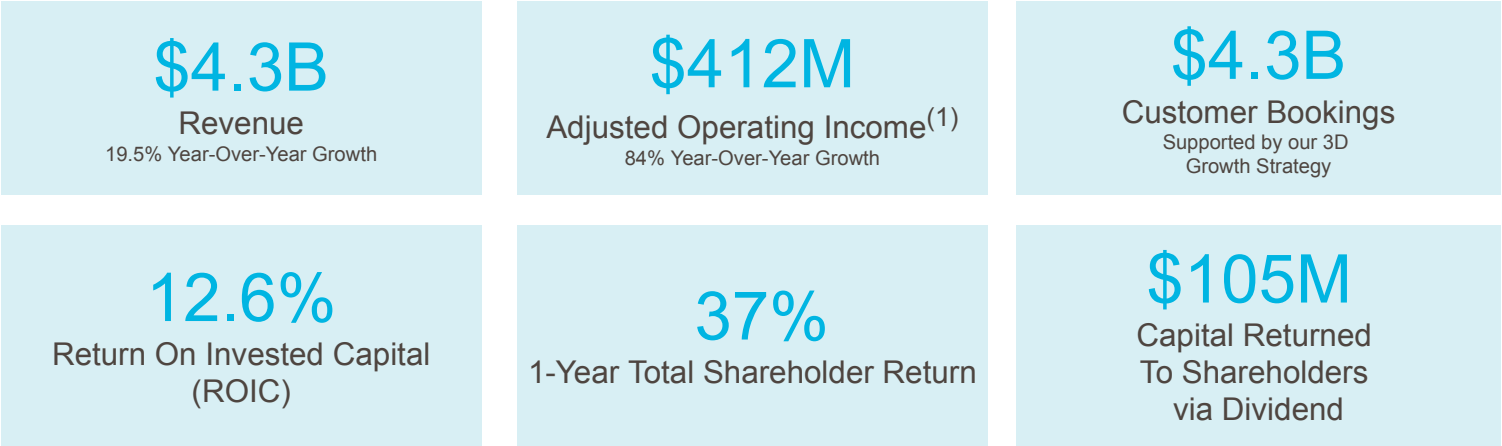 $4.3B
Revenue
19.5% Year-Over-Year Growth
$412M
Adjusted Operating Income(1)
84% Year-Over-Year Growth
$4.3B
Customer Bookings
Supported by our 3D
Growth Strategy
12.6%
Return On Invested Capital
(ROIC)
37%
1-Year Total Shareholder Return
$105M
Capital Returned
To Shareholders
via Dividend